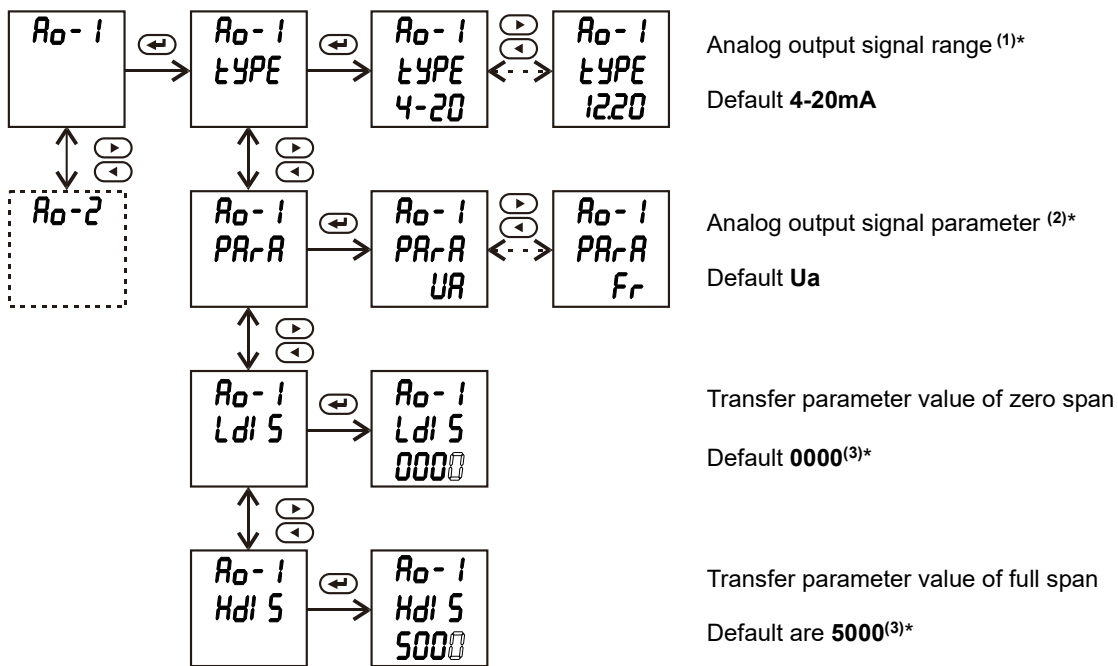 Ao-1
Ao-1
tYPE
Ao-1
tYPE
4-20
Ao-1
tYPE
12.20
Analog output signal range (1)*
Default 4-20mA
Ao-2
Ao-1
PArA
Ao-1
PArA
UA
Ao-1
PArA
Fr
Analog output signal parameter (2)*
Default Ua
Ao-1
LdIS
Ao-1
LdIS
0000
Transfer parameter value of zero span
Default 0000(3)*
Ao-1
HdIS
Ao-1
HdIS
5000
Transfer parameter value of full span
Default are 5000(3)*